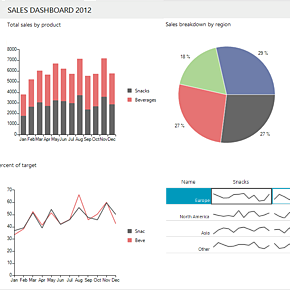 SALES DASHBOARD 2012
Total sales by product
8000
7000
6000
5000
4000
3000
2000
1000
0
Jan Feb Mar Apr May Jun Jul Aug Sep Oct Nov Dec
Snacks
Beverages
Sales breakdown by region
29 %
18 %
27 %
27 %
ercent of target
70
60
50
40
30
20
10
0
Jan Feb Mar Apr May Jun Jul Aug Sep Oct Nov Dec
Snac
Beve
Name
Snacks
Europe
North America
Asia
Other